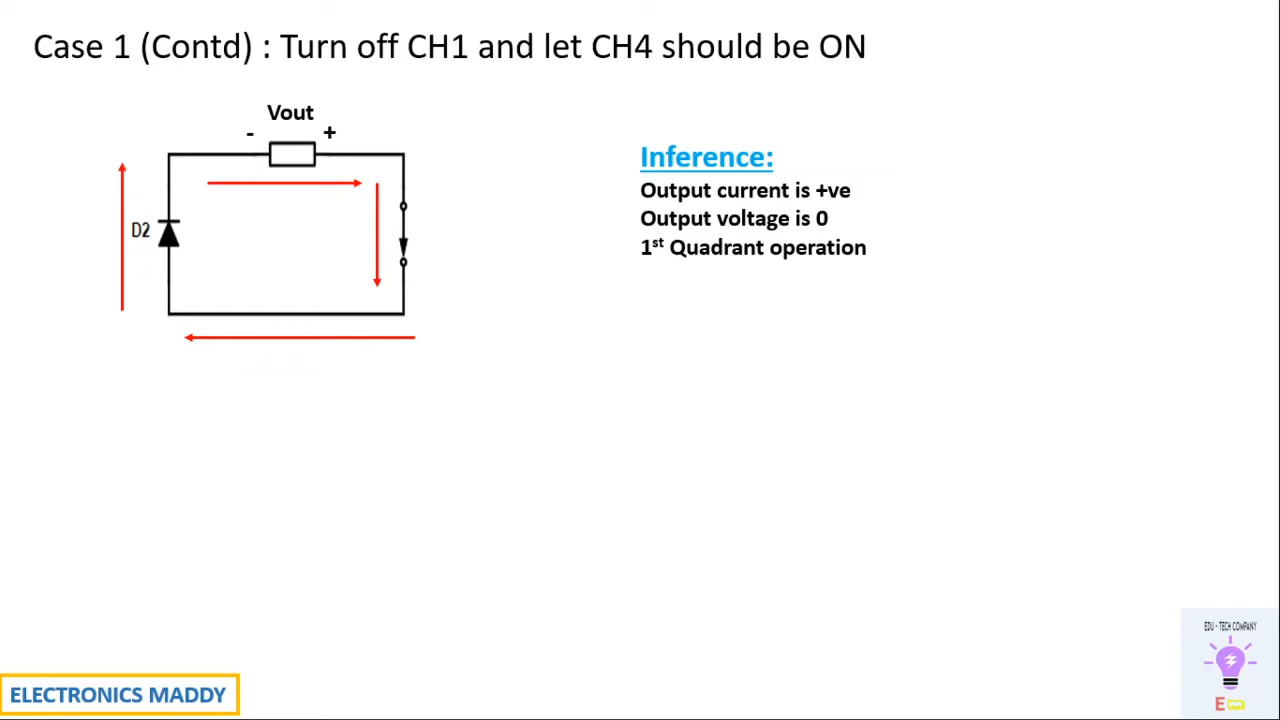 Case 1 (Contd) : Turn off CH1 and let CH4 should be ON
Vout
- +
D2
Inference:
Output current is +ve
Output voltage is 0
1st Quadrant operation
ELECTRONICS MADDY
EDU - TECH COMPANY
E